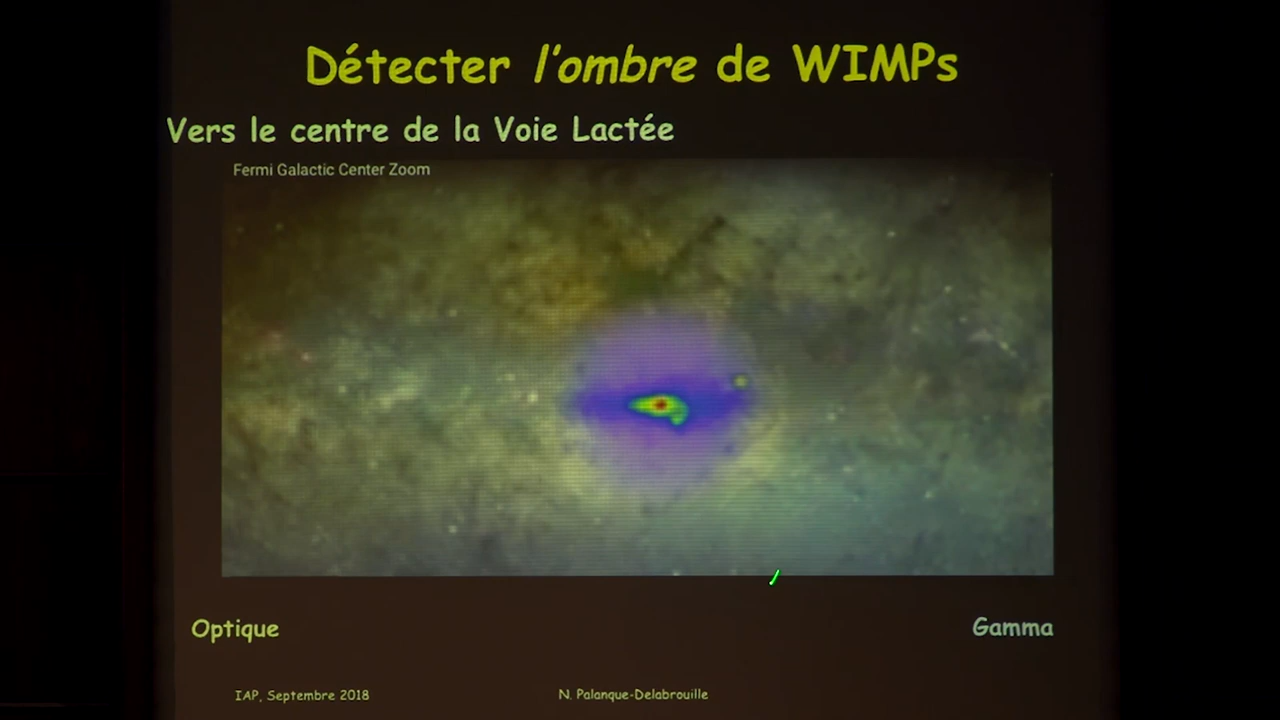 Détecter l'ombre de WIMPs
Vers le centre de la Voie Lactée
Fermi Galactic Center Zoom
Optique
Gamma
IAP, Septembre 2018
N. Palanque-Delabrouille